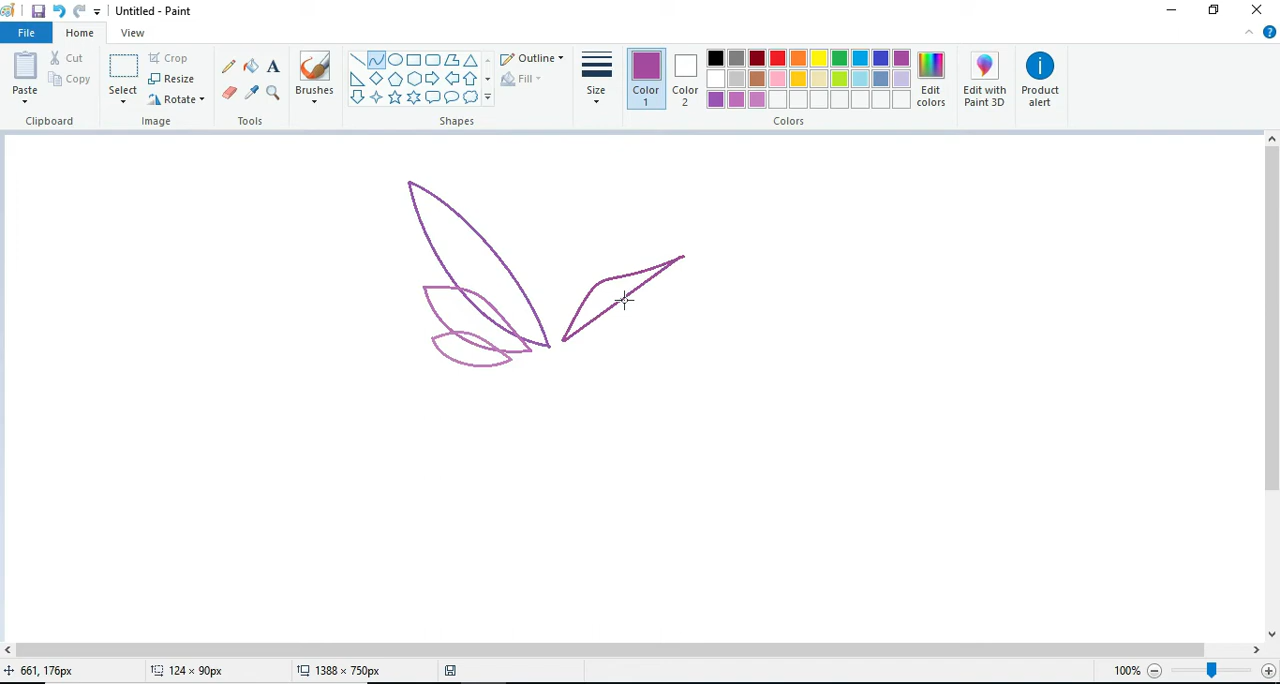 Untitled - Paint
File
Home
View
Paste
Cut
Copy
Clipboard
Select
Crop
Resize
Rotate
Image
A
Tools
Brushes
Outline
Fill
Shapes
Size
Color 1
Color 2
Edit colors
Colors
Edit with Paint 3D
Product alert
661, 176px
124 × 90px
1388 × 750px
100%